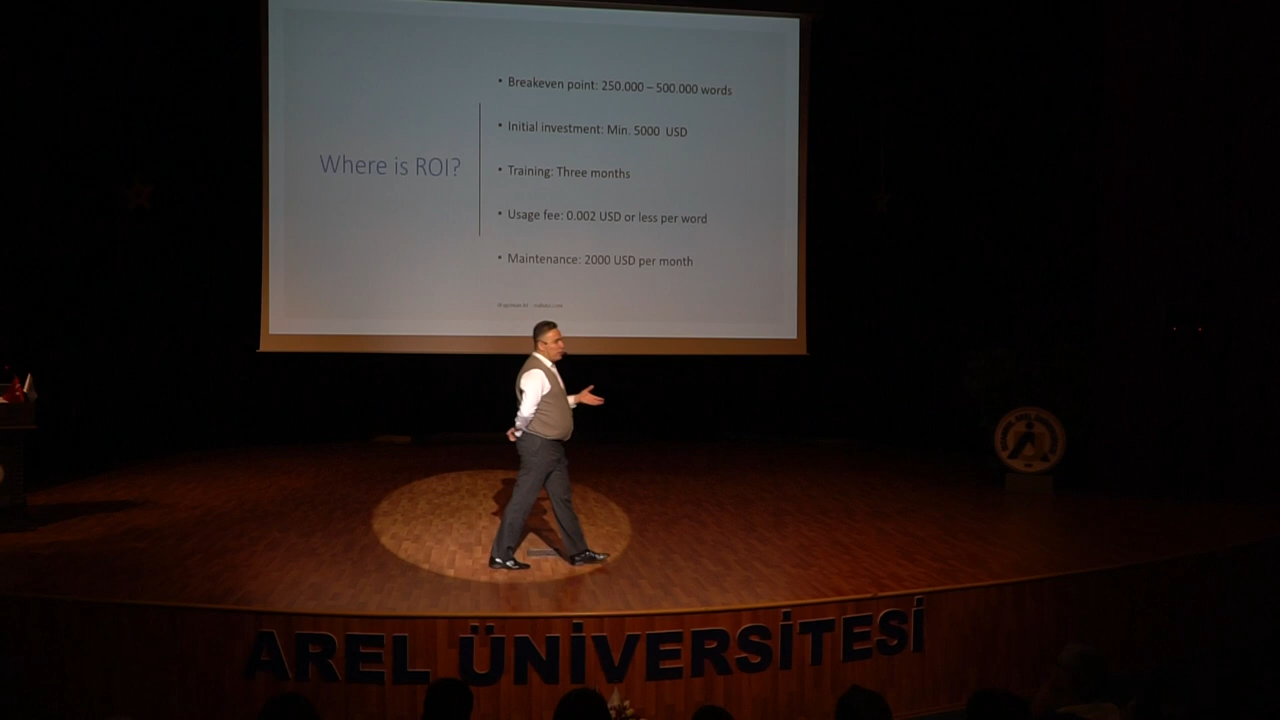 Where is ROI?
• Breakeven point: 250.000 – 500.000 words
• Initial investment: Min. 5000 USD
• Training: Three months
• Usage fee: 0.002 USD or less per word
• Maintenance: 2000 USD per month
AREL ÜNİVERSİTESİ